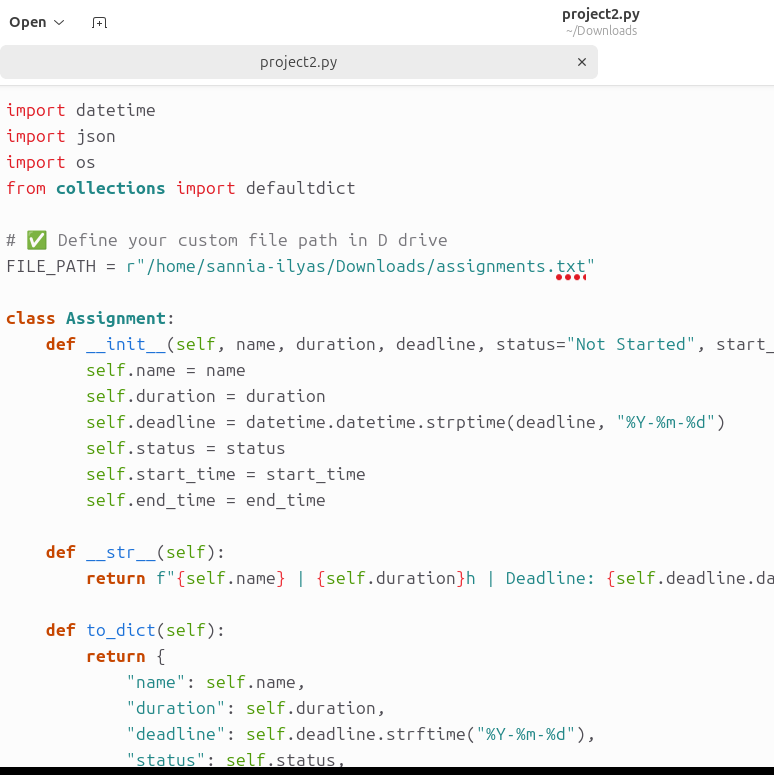 Open
project2.py
~/Downloads
project2.py ×
import datetime
import json
import os
from collections import defaultdict
# ✅ Define your custom file path in D drive
FILE_PATH = r"/home/sannia-ilyas/Downloads/assignments.txt"
class Assignment:
    def __init__(self, name, duration, deadline, status="Not Started", start_
        self.name = name
        self.duration = duration
        self.deadline = datetime.datetime.strptime(deadline, "%Y-%m-%d")
        self.status = status
        self.start_time = start_time
        self.end_time = end_time
    def __str__(self):
        return f"{self.name} | {self.duration}h | Deadline: {self.deadline.da
    def to_dict(self):
        return {
            "name": self.name,
            "duration": self.duration,
            "deadline": self.deadline.strftime("%Y-%m-%d"),
            "status": self.status,